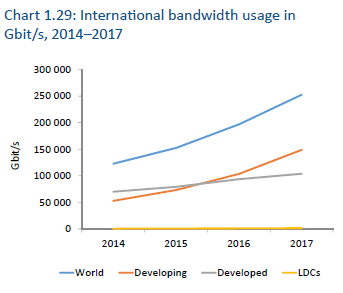 Chart 1.29: International bandwidth usage in
Gbit/s, 2014–2017
300 000
250 000
200 000
150 000
100 000
50 000
0
Gbit/s
2014 2015 2016 2017
World Developing Developed LDCs